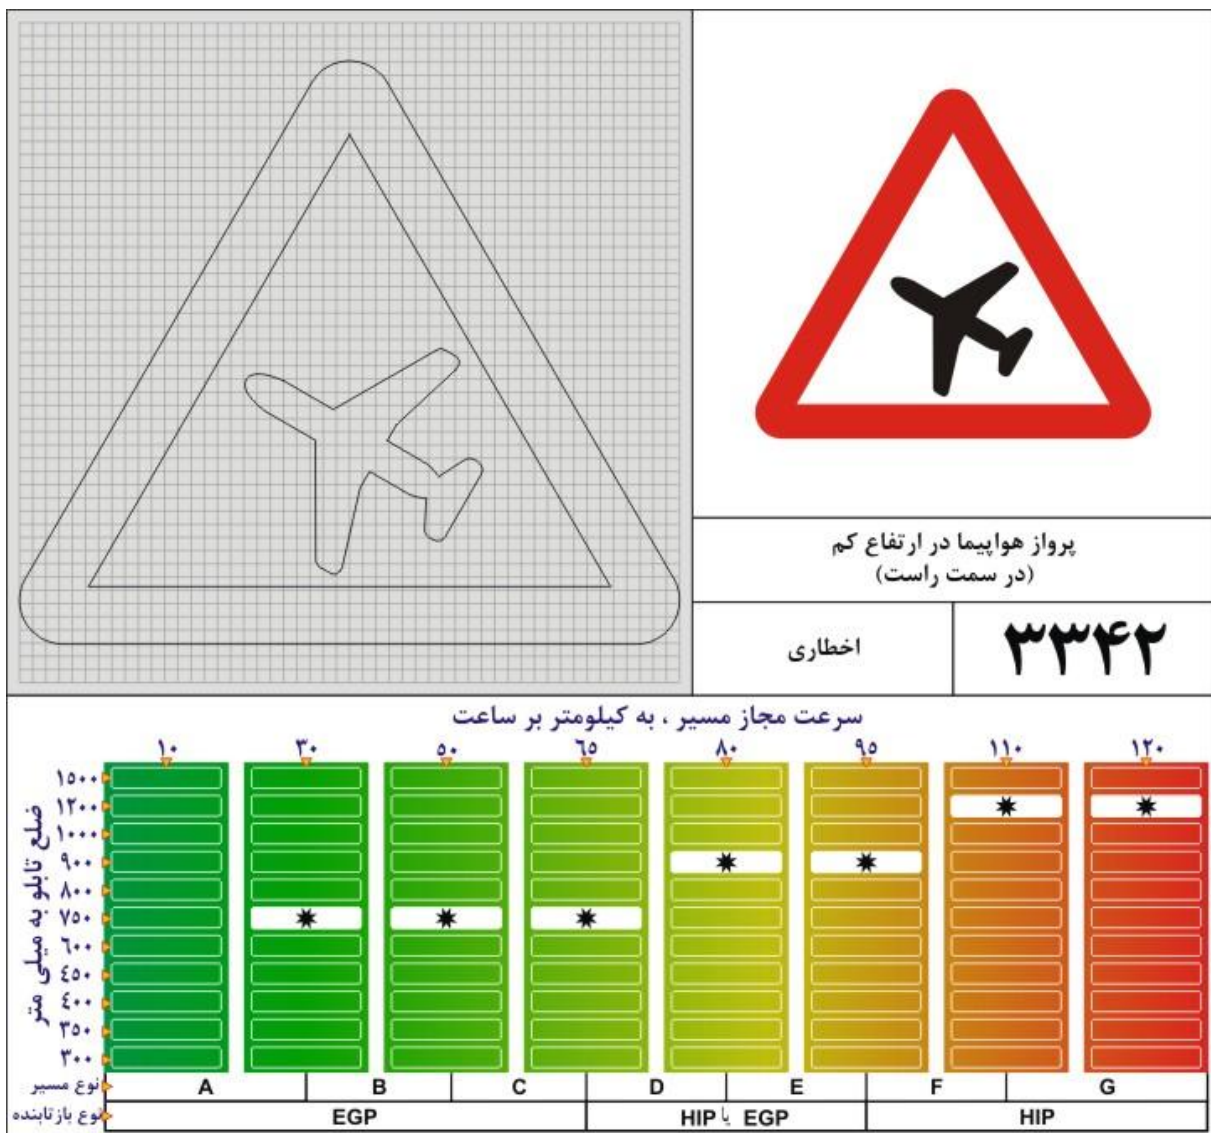 پرواز هواپیما در ارتفاع کم
(در سمت راست)
اخطاری
۳۳۴۲
سرعت مجاز مسیر ، به کیلومتر بر ساعت
۱۰ ۳۰ ۵۰ ۶۵ ۸۰ ۹۵ ۱۱۰ ۱۲۰
ضلع تابلو به میلی متر
۱۵۰۰
۱۲۰۰
۱۰۰۰
۹۰۰
۸۰۰
۷۵۰
۶۰۰
۴۵۰
۴۰۰
۳۵۰
۳۰۰
نوع مسیر A B C D E F G
نوع بازتابنده EGP HIP یا EGP HIP